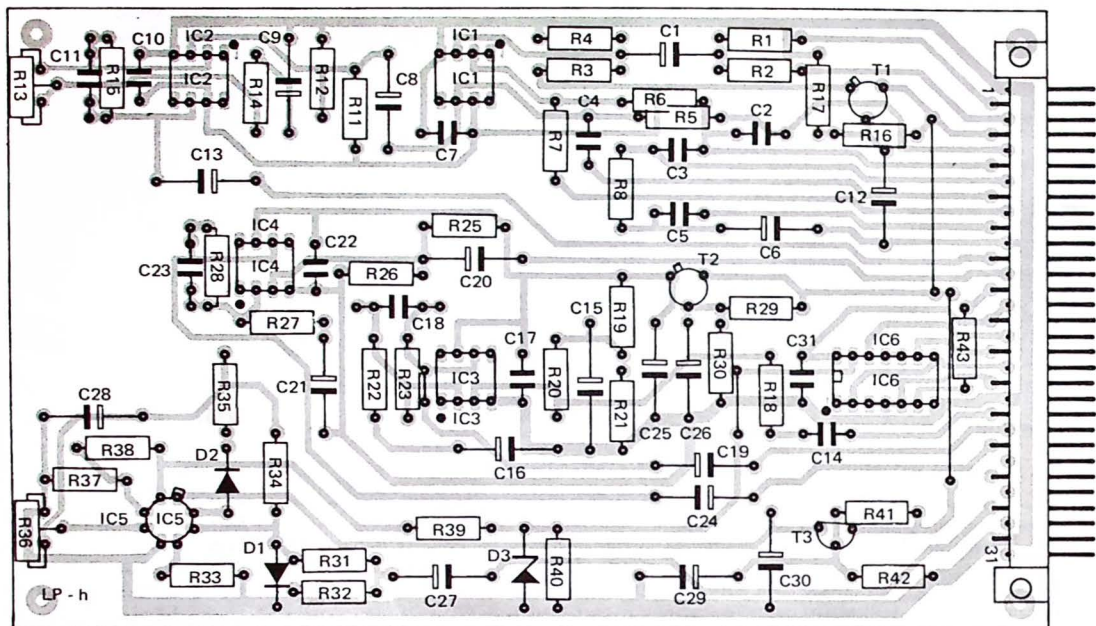 C10
IC2
C9
IC1
R4
C1
R1
C11
R15
IC2
R14
R12
C8
IC1
R3
R2
T1
R13
R11
R17
1
C4
R6
R5
C2
R16
C7
R7
C3
C13
R8
C12
IC4
R25
C5
C6
C23
R28
IC4
C22
R26
C20
T2
R27
C18
C15
R19
R29
C17
C31
IC6
R43
C21
R22
R23
IC3
R20
R30
R18
IC6
C28
R35
IC3
R21
C25
C26
C14
R38
D2
C16
C19
R37
R34
C24
R36
IC5
IC5
R39
R41
T3
31
D1
R31
D3
R40
R33
R32
C27
C29
C30
R42
LP-h